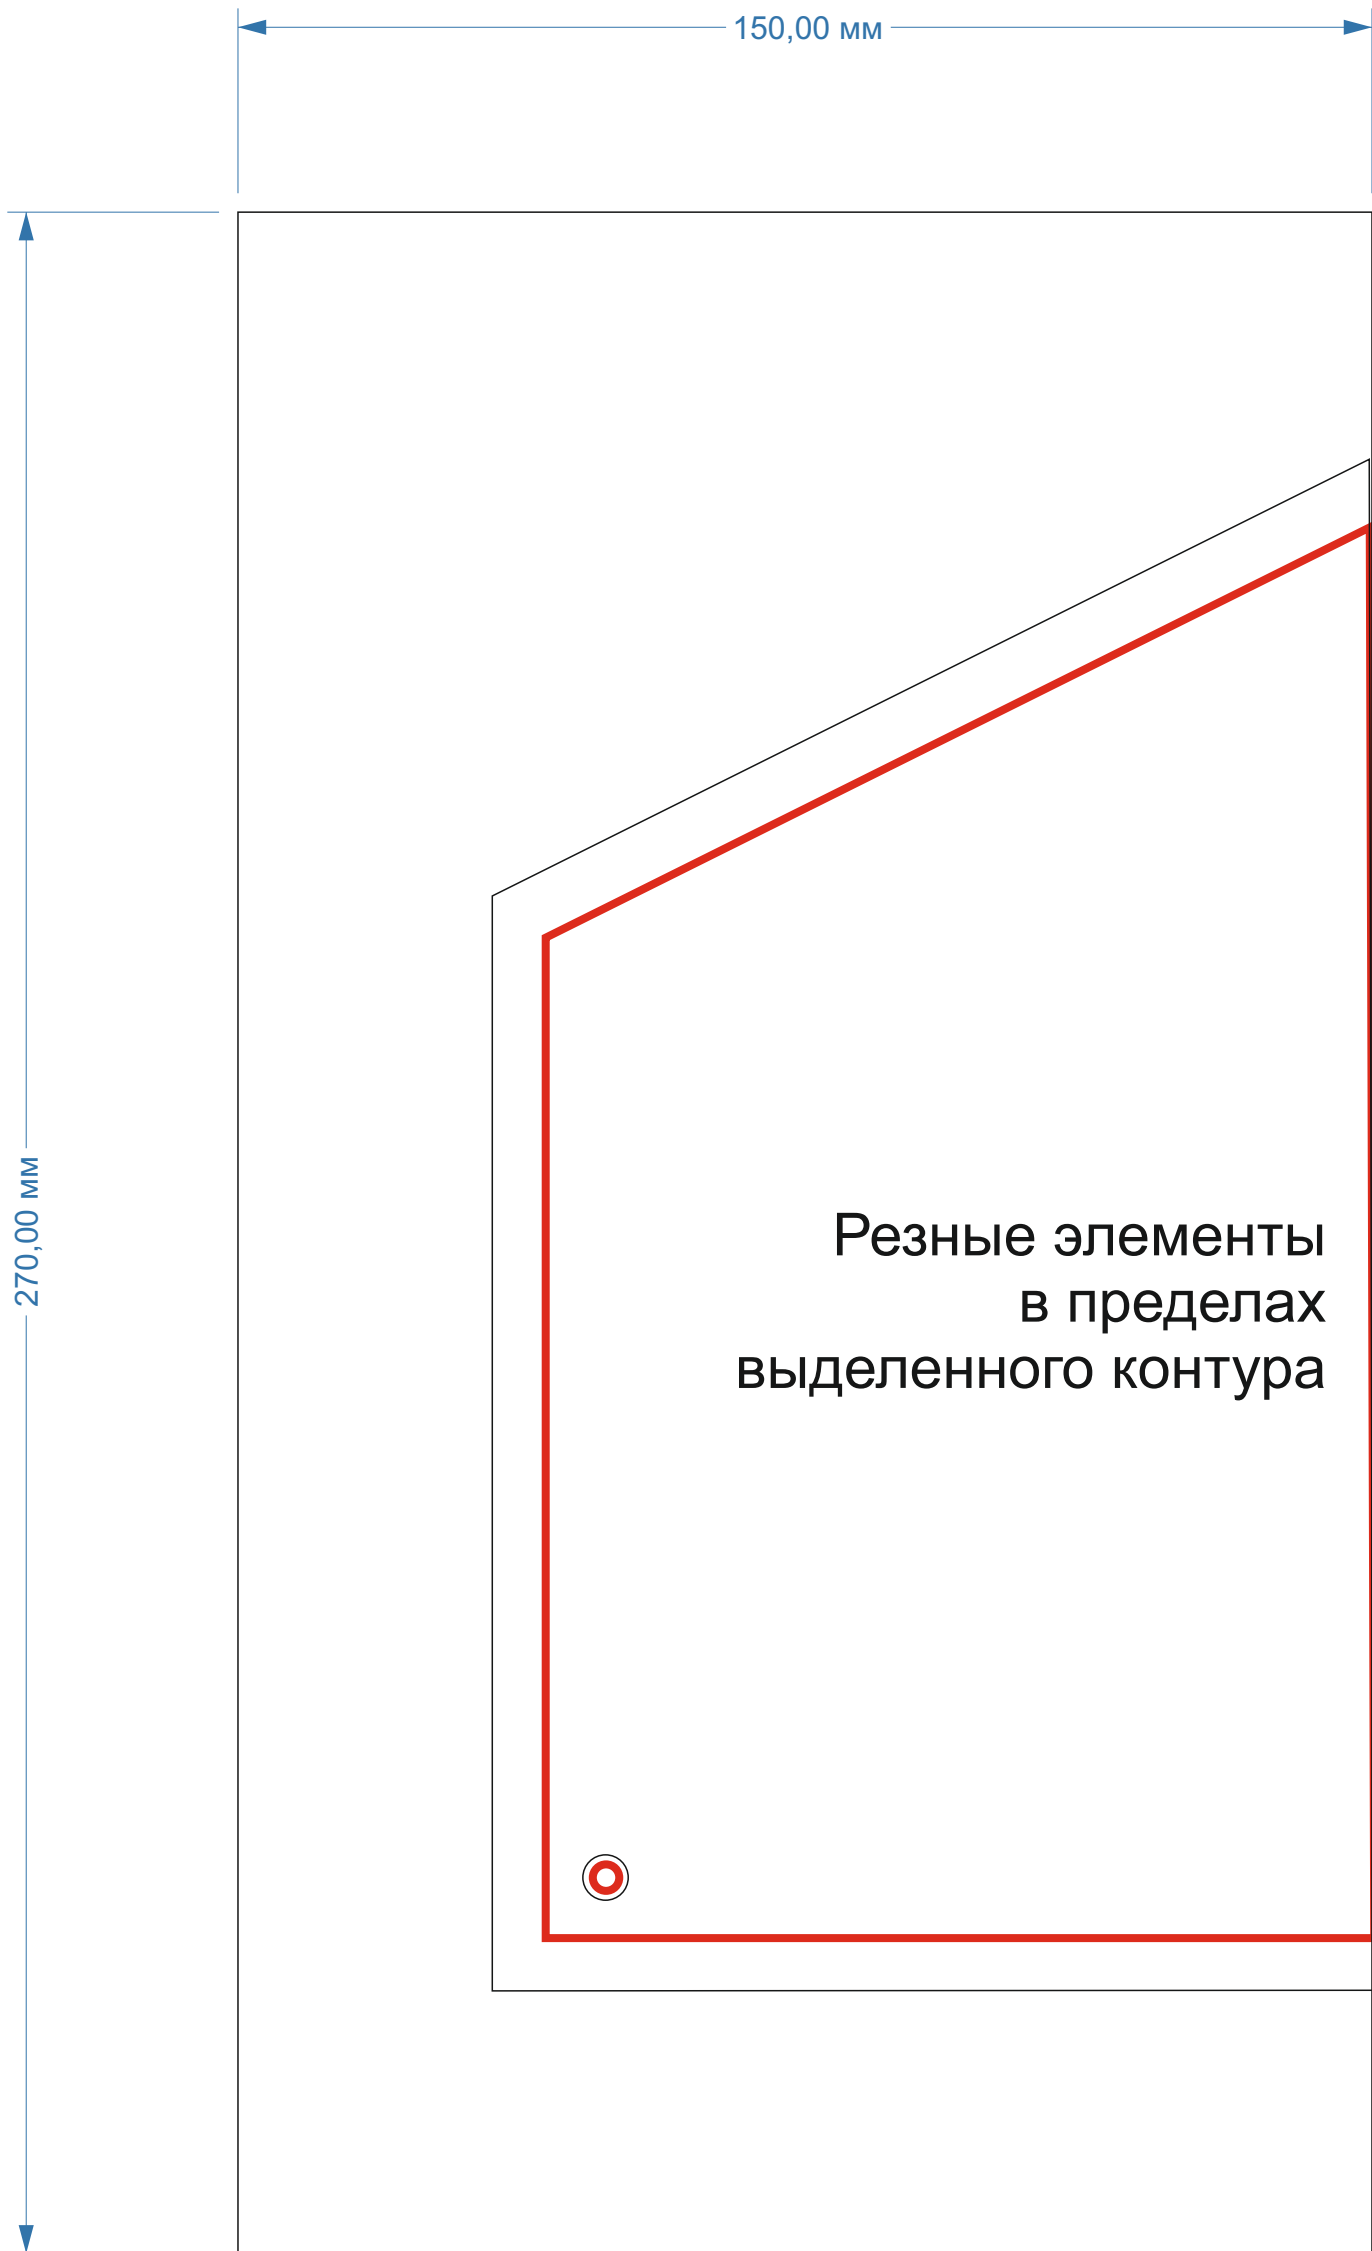 150,00 мм
270,00 мм
Резные элементы
в пределах
выделенного контура